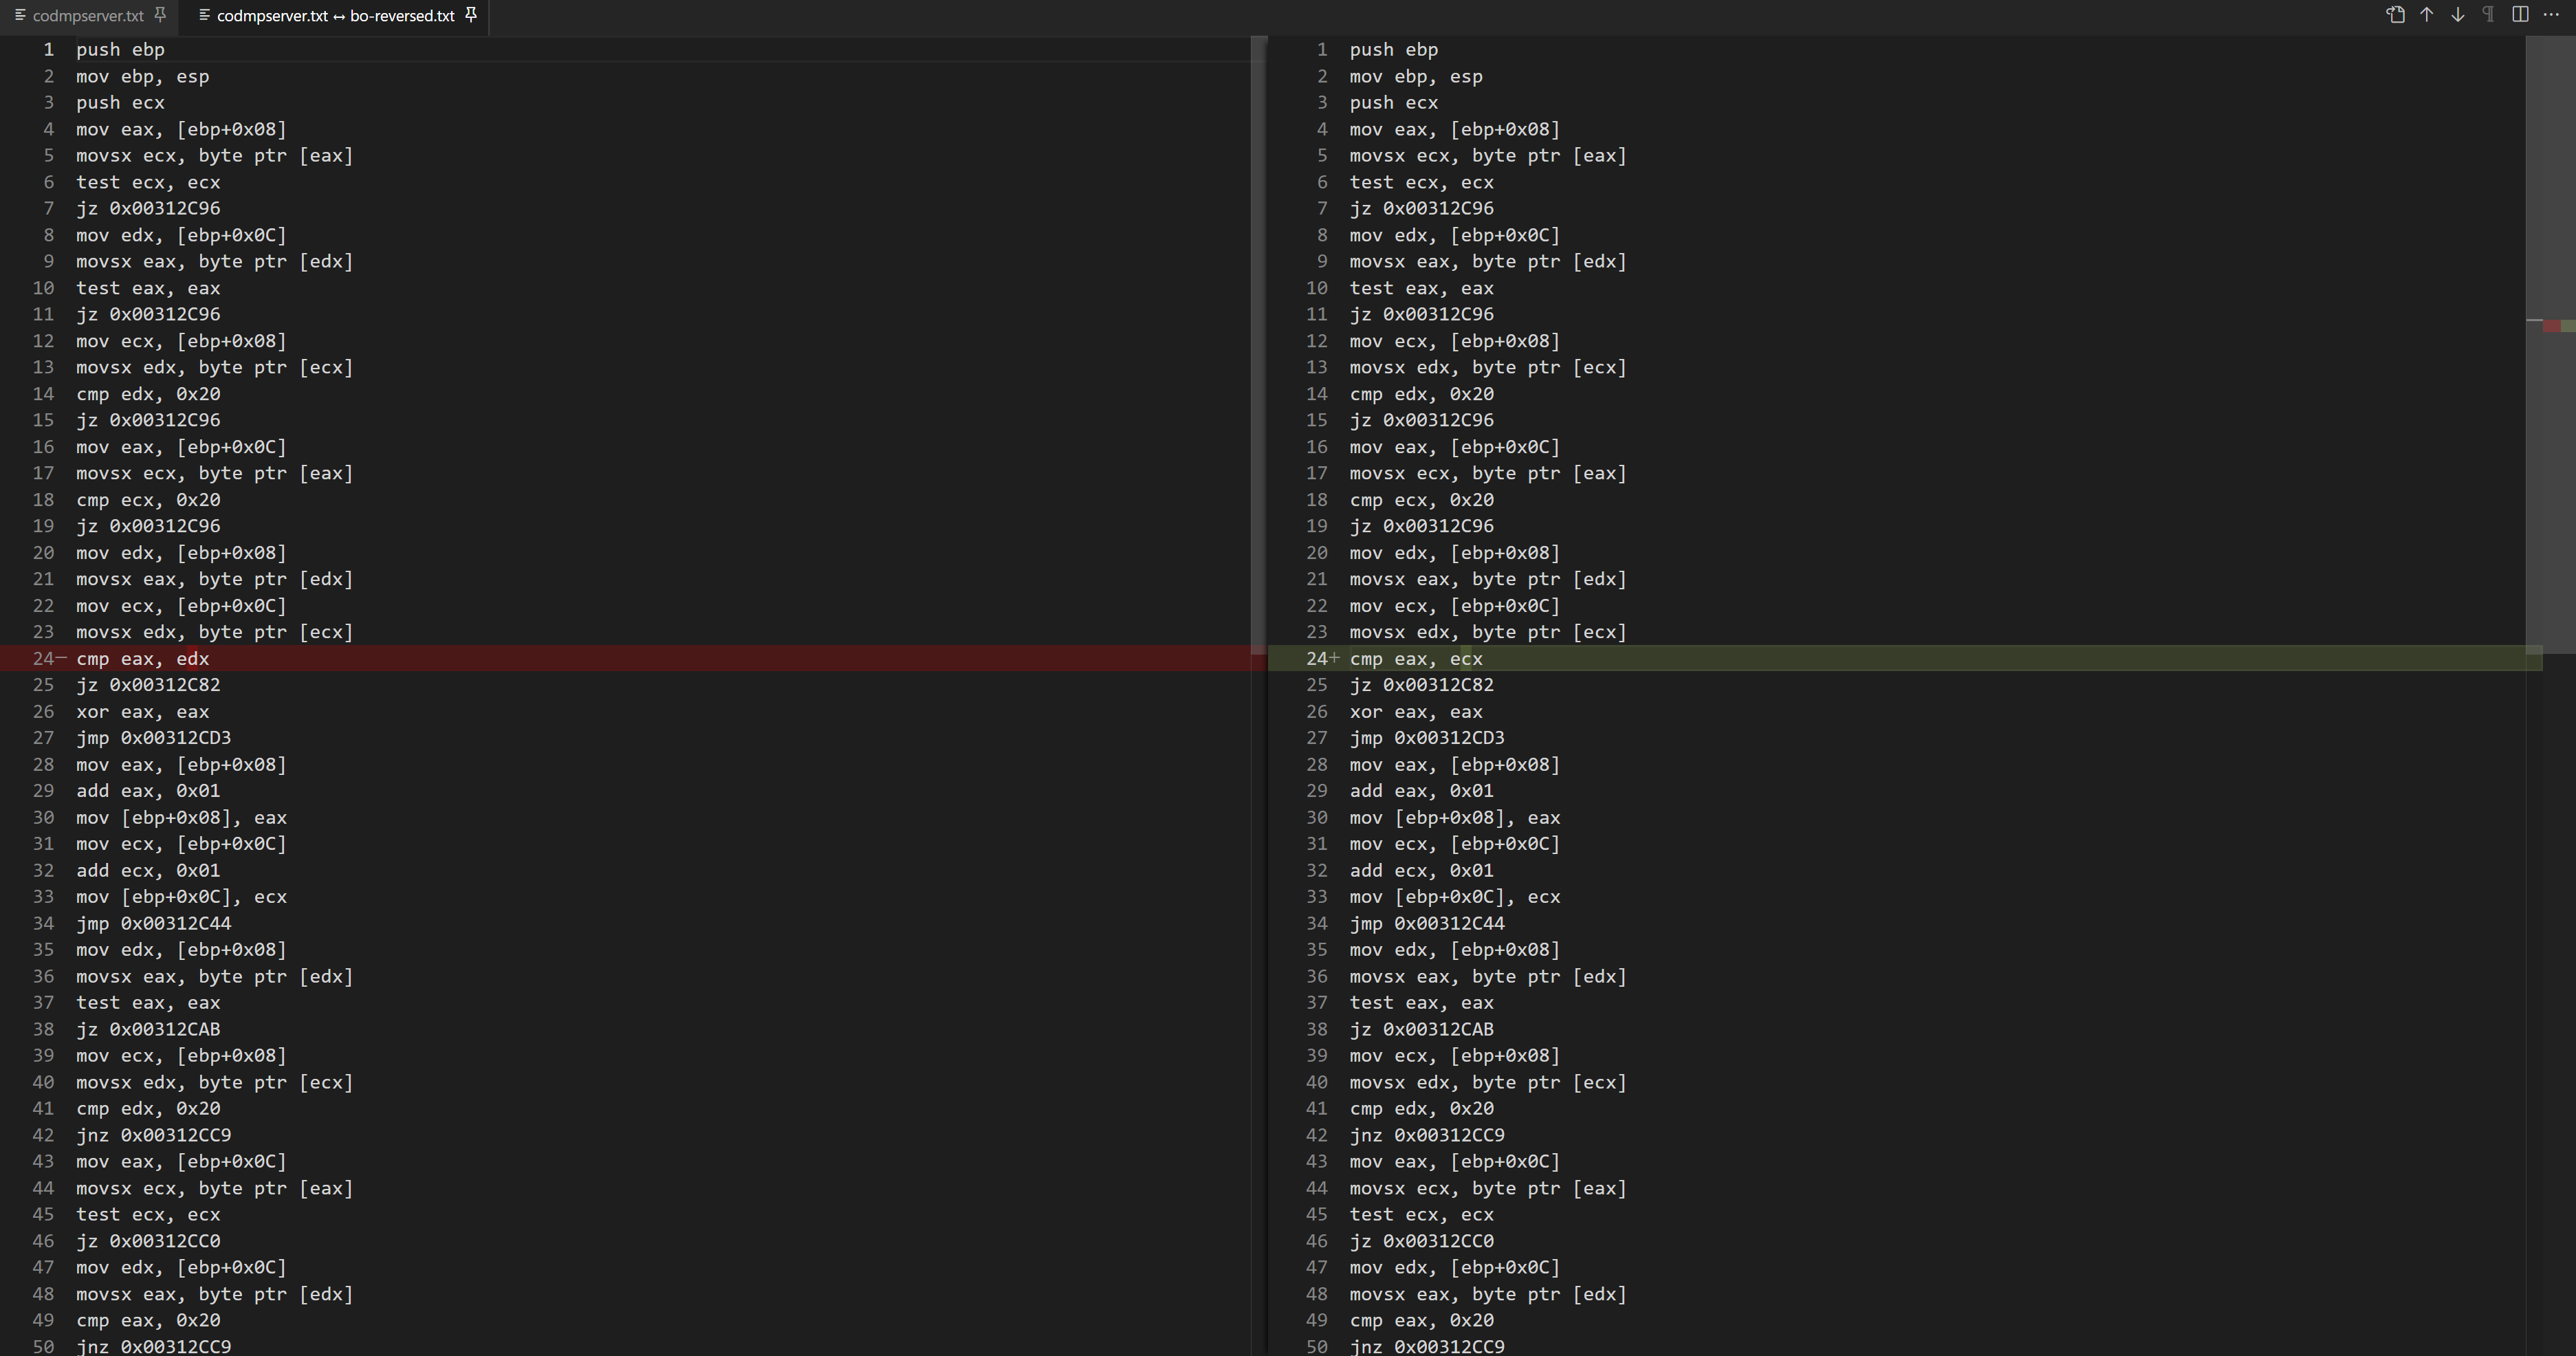 codmpserver.txt
codmpserver.txt ↔ bo-reversed.txt
1 push ebp
2 mov ebp, esp
3 push ecx
4 mov eax, [ebp+0x08]
5 movsx ecx, byte ptr [eax]
6 test ecx, ecx
7 jz 0x00312C96
8 mov edx, [ebp+0x0C]
9 movsx eax, byte ptr [edx]
10 test eax, eax
11 jz 0x00312C96
12 mov ecx, [ebp+0x08]
13 movsx edx, byte ptr [ecx]
14 cmp edx, 0x20
15 jz 0x00312C96
16 mov eax, [ebp+0x0C]
17 movsx ecx, byte ptr [eax]
18 cmp ecx, 0x20
19 jz 0x00312C96
20 mov edx, [ebp+0x08]
21 movsx eax, byte ptr [edx]
22 mov ecx, [ebp+0x0C]
23 movsx edx, byte ptr [ecx]
24− cmp eax, edx
25 jz 0x00312C82
26 xor eax, eax
27 jmp 0x00312CD3
28 mov eax, [ebp+0x08]
29 add eax, 0x01
30 mov [ebp+0x08], eax
31 mov ecx, [ebp+0x0C]
32 add ecx, 0x01
33 mov [ebp+0x0C], ecx
34 jmp 0x00312C44
35 mov edx, [ebp+0x08]
36 movsx eax, byte ptr [edx]
37 test eax, eax
38 jz 0x00312CAB
39 mov ecx, [ebp+0x08]
40 movsx edx, byte ptr [ecx]
41 cmp edx, 0x20
42 jnz 0x00312CC9
43 mov eax, [ebp+0x0C]
44 movsx ecx, byte ptr [eax]
45 test ecx, ecx
46 jz 0x00312CC0
47 mov edx, [ebp+0x0C]
48 movsx eax, byte ptr [edx]
49 cmp eax, 0x20
50 jnz 0x00312CC9
1 push ebp
2 mov ebp, esp
3 push ecx
4 mov eax, [ebp+0x08]
5 movsx ecx, byte ptr [eax]
6 test ecx, ecx
7 jz 0x00312C96
8 mov edx, [ebp+0x0C]
9 movsx eax, byte ptr [edx]
10 test eax, eax
11 jz 0x00312C96
12 mov ecx, [ebp+0x08]
13 movsx edx, byte ptr [ecx]
14 cmp edx, 0x20
15 jz 0x00312C96
16 mov eax, [ebp+0x0C]
17 movsx ecx, byte ptr [eax]
18 cmp ecx, 0x20
19 jz 0x00312C96
20 mov edx, [ebp+0x08]
21 movsx eax, byte ptr [edx]
22 mov ecx, [ebp+0x0C]
23 movsx edx, byte ptr [ecx]
24+ cmp eax, ecx
25 jz 0x00312C82
26 xor eax, eax
27 jmp 0x00312CD3
28 mov eax, [ebp+0x08]
29 add eax, 0x01
30 mov [ebp+0x08], eax
31 mov ecx, [ebp+0x0C]
32 add ecx, 0x01
33 mov [ebp+0x0C], ecx
34 jmp 0x00312C44
35 mov edx, [ebp+0x08]
36 movsx eax, byte ptr [edx]
37 test eax, eax
38 jz 0x00312CAB
39 mov ecx, [ebp+0x08]
40 movsx edx, byte ptr [ecx]
41 cmp edx, 0x20
42 jnz 0x00312CC9
43 mov eax, [ebp+0x0C]
44 movsx ecx, byte ptr [eax]
45 test ecx, ecx
46 jz 0x00312CC0
47 mov edx, [ebp+0x0C]
48 movsx eax, byte ptr [edx]
49 cmp eax, 0x20
50 jnz 0x00312CC9